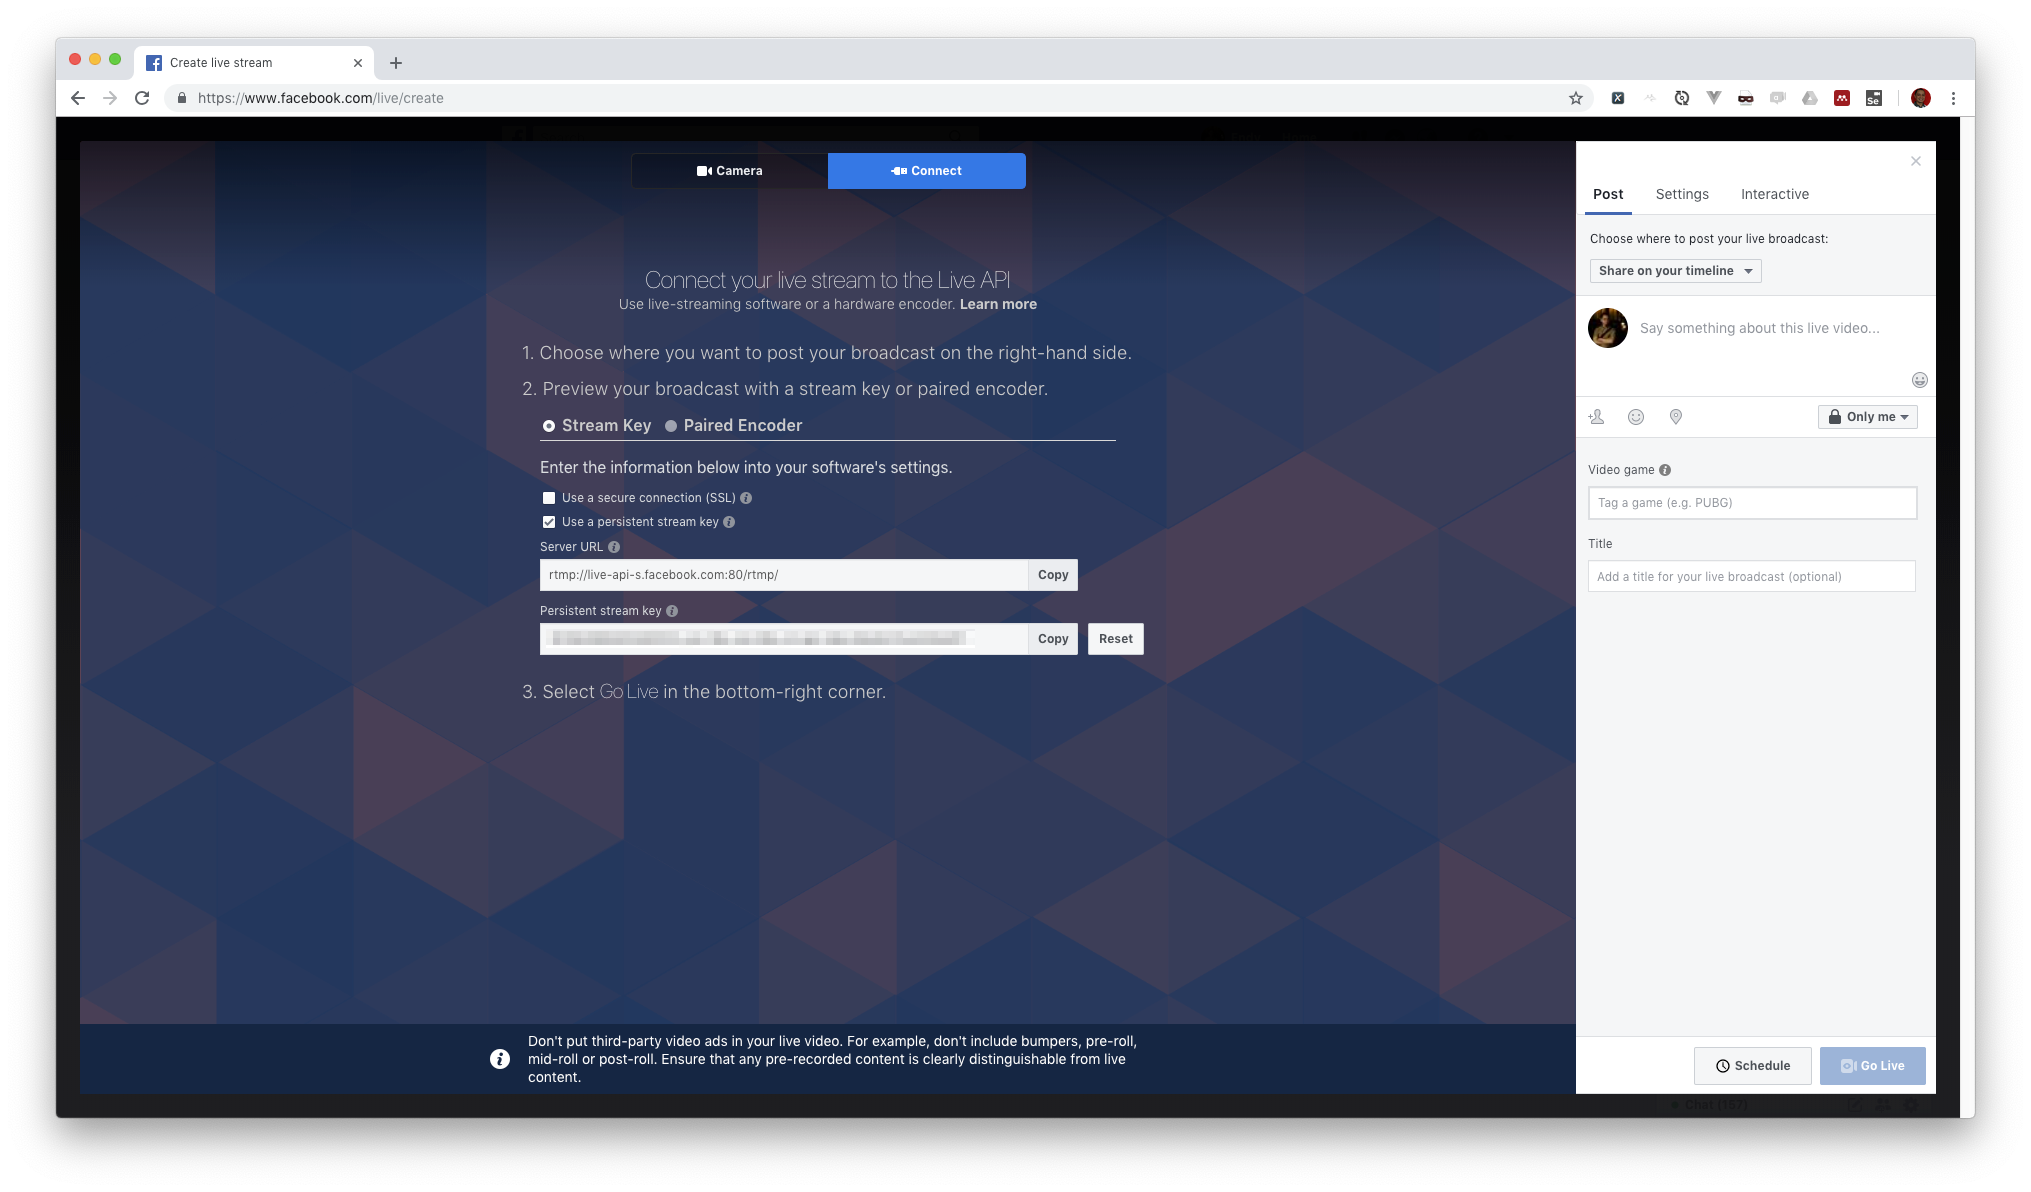 Create live stream
https://www.facebook.com/live/create
Camera
Connect
Connect your live stream to the Live API
Use live-streaming software or a hardware encoder. Learn more
1. Choose where you want to post your broadcast on the right-hand side.
2. Preview your broadcast with a stream key or paired encoder.
Stream Key
Paired Encoder
Enter the information below into your software's settings.
Use a secure connection (SSL)
Use a persistent stream key
Server URL
rtmp://live-api-s.facebook.com:80/rtmp/
Copy
Persistent stream key
Copy
Reset
3. Select Go Live in the bottom-right corner.
Don't put third-party video ads in your live video. For example, don't include bumpers, pre-roll,
mid-roll or post-roll. Ensure that any pre-recorded content is clearly distinguishable from live
content.
Post
Settings
Interactive
Choose where to post your live broadcast:
Share on your timeline
Say something about this live video...
Only me
Video game
Tag a game (e.g. PUBG)
Title
Add a title for your live broadcast (optional)
Schedule
Go Live